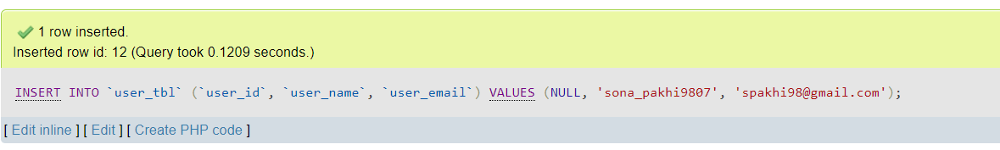 1 row inserted.
Inserted row id: 12 (Query took 0.1209 seconds.)
INSERT INTO `user_tbl` (`user_id`, `user_name`, `user_email`) VALUES (NULL, 'sona_pakhi9807', 'spakhi98@gmail.com');
[ Edit inline ] [ Edit ] [ Create PHP code ]